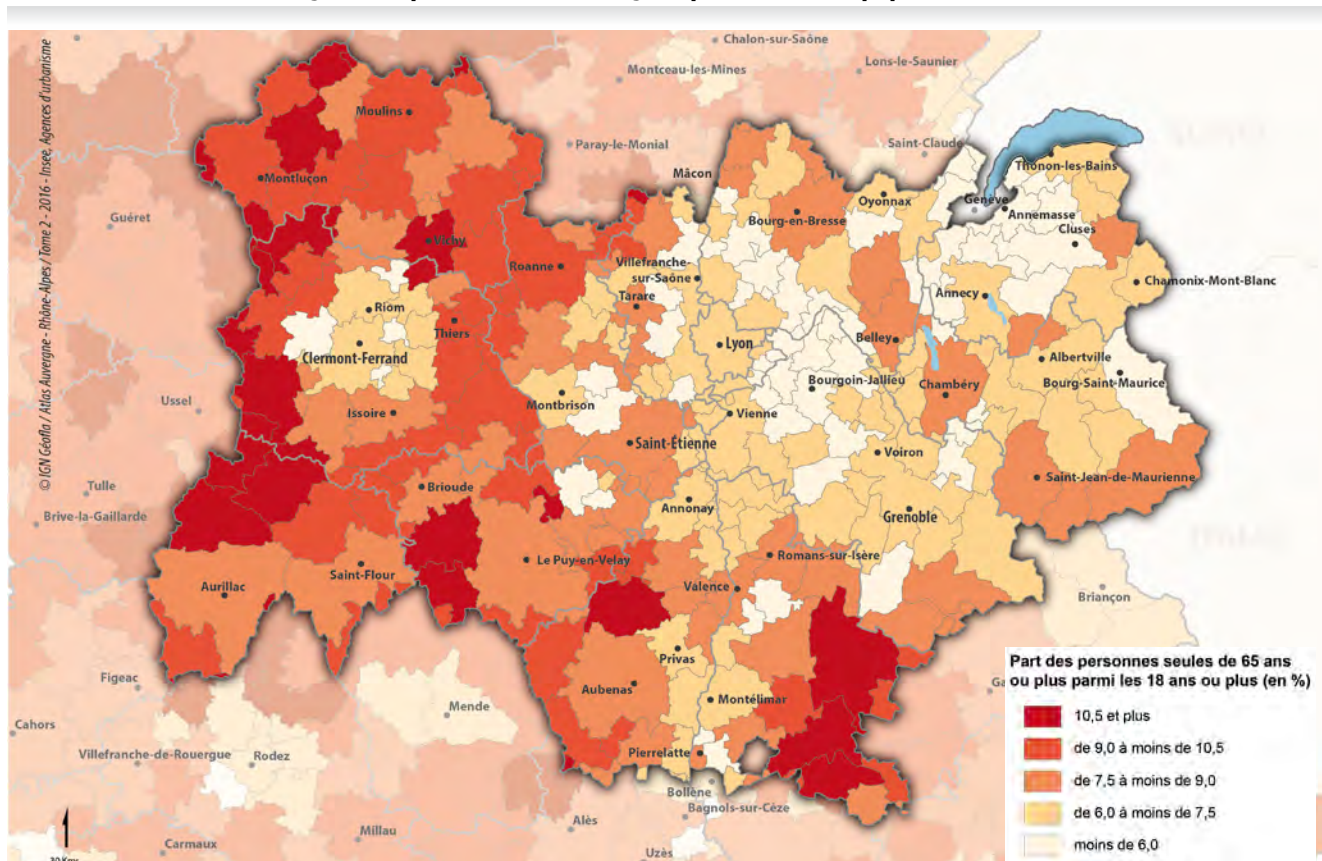 © IGN Géofla / Atlas Auvergne - Rhône-Alpes / Tome 2 - 2016 - Insee, Agences d'urbanisme
Chalon-sur-Saône
Lons-le-Saunier
Montceau-les-Mines
Moulins
Paray-le-Monial
Saint-Claude
Thonon-les-Bains
Montluçon
Mâcon
Genève
Oyonnax
Annemasse
Guéret
Bourg-en-Bresse
Cluses
Vichy
Roanne
Villefranche-
sur-Saône
Chamonix-Mont-Blanc
Annecy
Riom
Tarare
Thiers
Belley
Lyon
Clermont-Ferrand
Albertville
Bourg-Saint-Maurice
Bourgoin-Jallieu
Chambéry
Ussel
Issoire
Montbrison
Vienne
Saint-Étienne
Voiron
Saint-Jean-de-Maurienne
Tulle
Brioude
Annonay
Brive-la-Gaillarde
Grenoble
Le Puy-en-Velay
Romans-sur-Isère
Saint-Flour
Aurillac
Valence
Briançon
Privas
Figeac
Aubenas
Montélimar
Mende
Cahors
Villefranche-de-Rouergue
Rodez
Pierrelatte
Bollène
Bagnols-sur-Cèze
Alès
Millau
Carmaux
Uzès
Part des personnes seules de 65 ans
ou plus parmi les 18 ans ou plus (en %)
10,5 et plus
de 9,0 à moins de 10,5
de 7,5 à moins de 9,0
de 6,0 à moins de 7,5
moins de 6,0